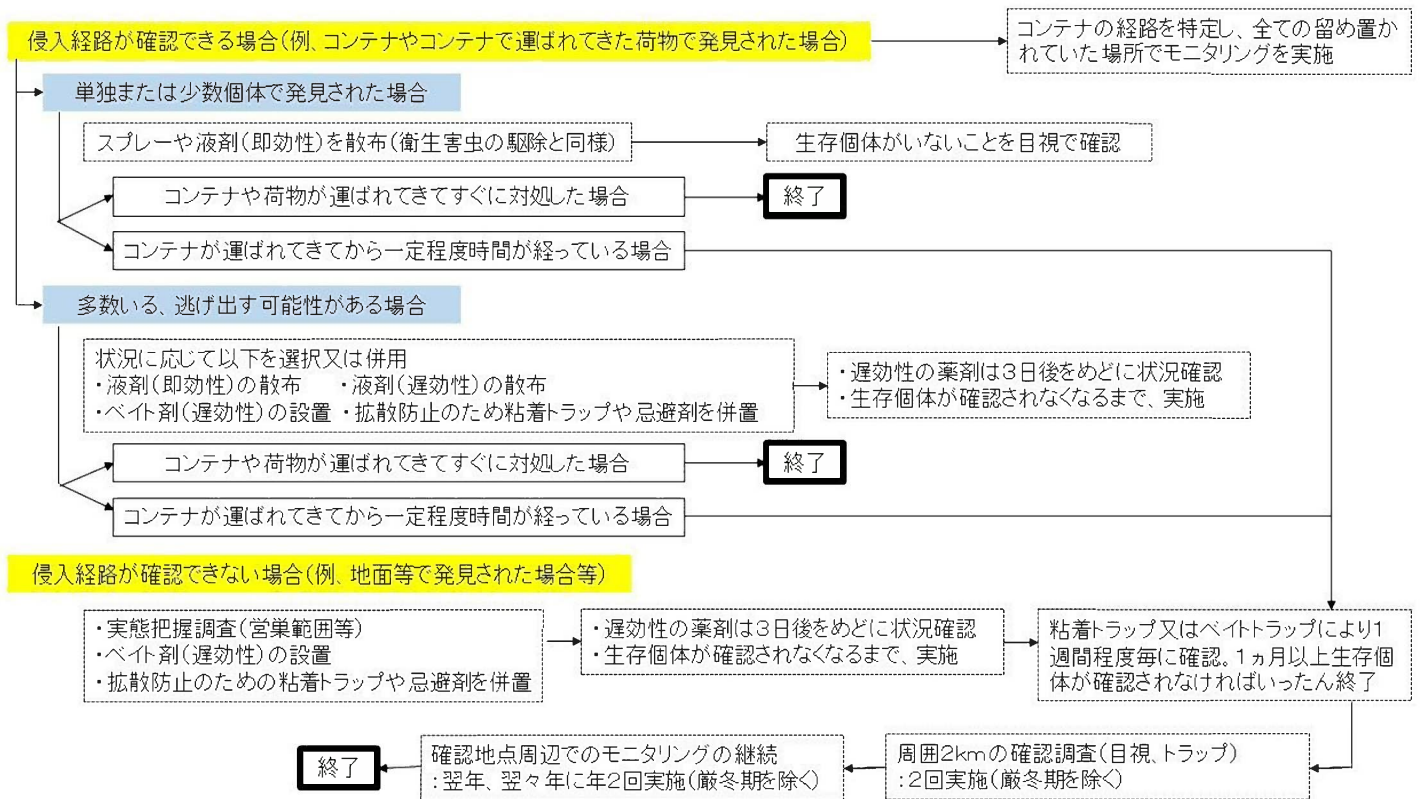 侵入経路が確認できる場合(例、コンテナやコンテナで運ばれてきた荷物で発見された場合)
コンテナの経路を特定し、全ての留め置か
れていた場所でモニタリングを実施
単独または少数個体で発見された場合
スプレーや液剤(即効性)を散布(衛生害虫の駆除と同様)
生存個体がいないことを目視で確認
コンテナや荷物が運ばれてきてすぐに対処した場合
終了
コンテナが運ばれてきてから一定程度時間が経っている場合
多数いる、逃げ出す可能性がある場合
状況に応じて以下を選択又は併用
・液剤(即効性)の散布　・液剤(遅効性)の散布
・ベイト剤(遅効性)の設置・拡散防止のため粘着トラップや忌避剤を併置
・遅効性の薬剤は3日後をめどに状況確認
・生存個体が確認されなくなるまで、実施
コンテナや荷物が運ばれてきてすぐに対処した場合
終了
コンテナが運ばれてきてから一定程度時間が経っている場合
侵入経路が確認できない場合(例、地面等で発見された場合等)
・実態把握調査(営巣範囲等)
・ベイト剤(遅効性)の設置
・拡散防止のための粘着トラップや忌避剤を併置
・遅効性の薬剤は3日後をめどに状況確認
・生存個体が確認されなくなるまで、実施
粘着トラップ又はベイトトラップにより1
週間程度毎に確認。1ヵ月以上生存個
体が確認されなければいったん終了
周囲2kmの確認調査(目視、トラップ)
:2回実施(厳冬期を除く)
確認地点周辺でのモニタリングの継続
:翌年、翌々年に年2回実施(厳冬期を除く)
終了